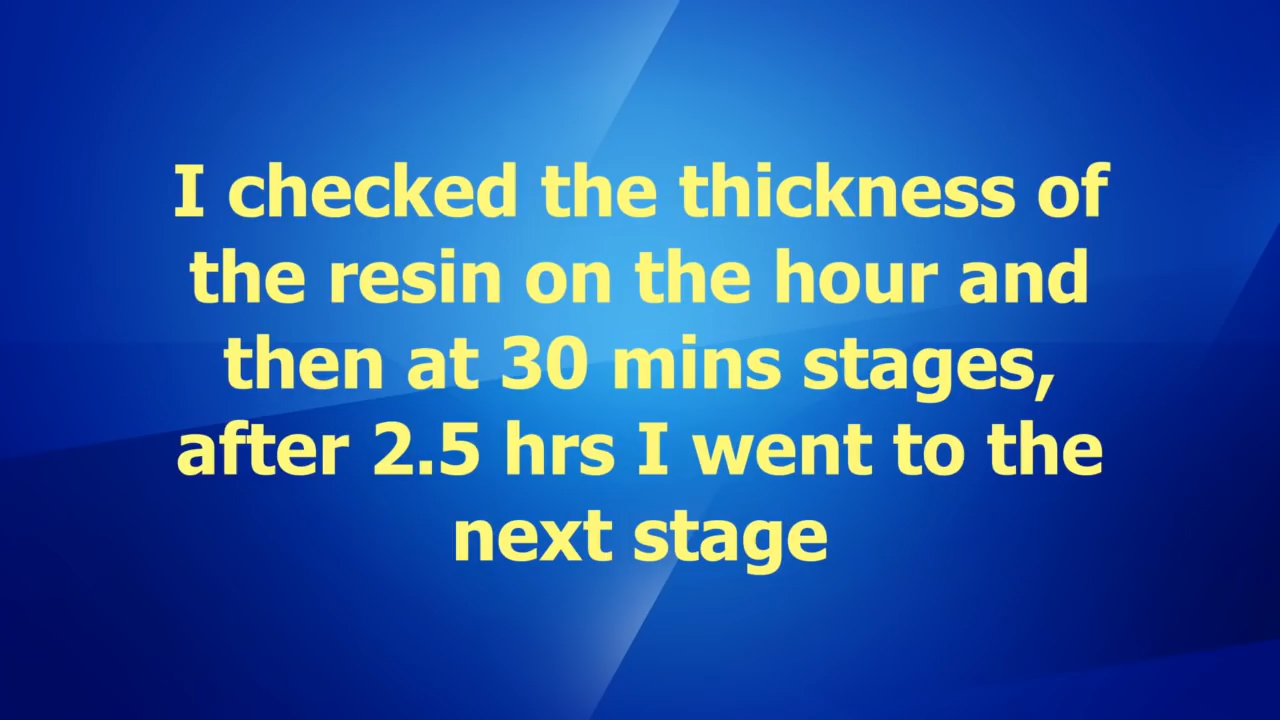 I checked the thickness of
the resin on the hour and
then at 30 mins stages,
after 2.5 hrs I went to the
next stage